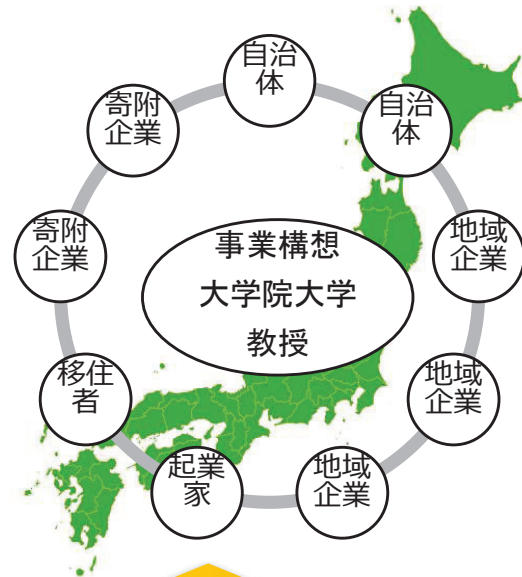 自治
体
自治
体
地域
企業
地域
企業
地域
企業
起業
家
移住
者
寄附
企業
寄附
企業
事業構想
大学院大学
教授